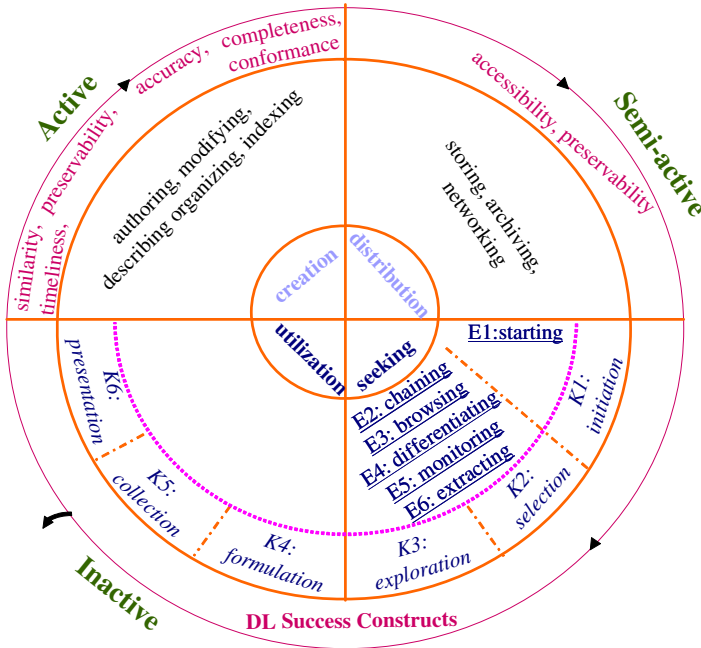 Active
similarity, preservability, accuracy, completeness,
timeliness, conformance
authoring, modifying,
describing organizing, indexing
creation
Semi-active
accessibility, preservability
storing, archiving,
networking
distribution
utilization
seeking
E1:starting
E2: chaining
E3: browsing
E4: differentiating
E5: monitoring
E6: extracting
K1:
initiation
K2:
selection
K3:
exploration
K4:
formulation
K5:
collection
K6:
presentation
Inactive
DL Success Constructs